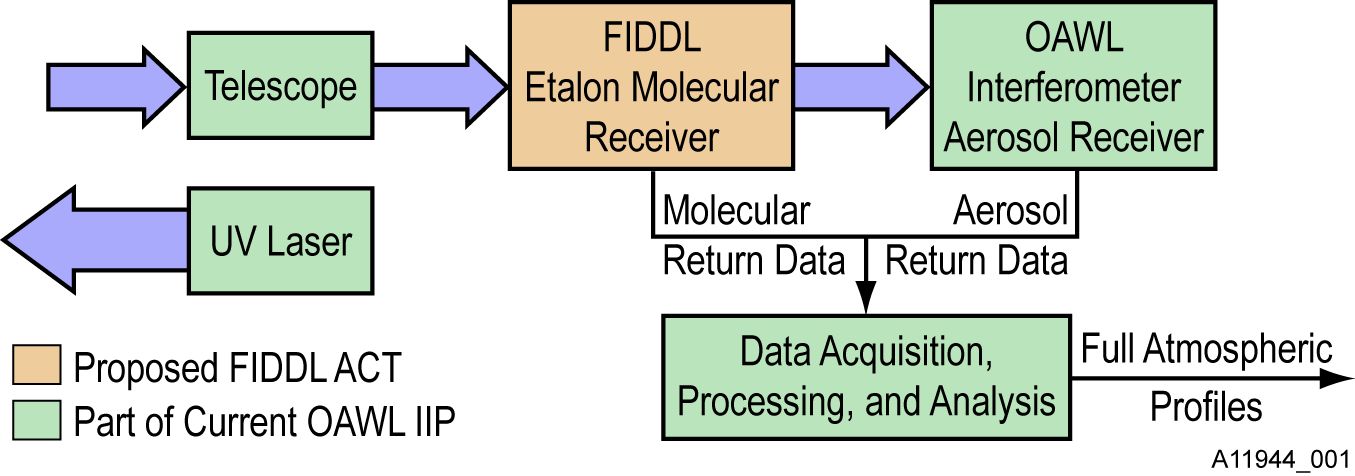 Telescope
FIDDL
Etalon Molecular
Receiver
OAWL
Interferometer
Aerosol Receiver
UV Laser
Molecular
Return Data
Aerosol
Return Data
Data Acquisition,
Processing, and Analysis
Full Atmospheric
Profiles
Proposed FIDDL ACT
Part of Current OAWL IIP
A11944_001